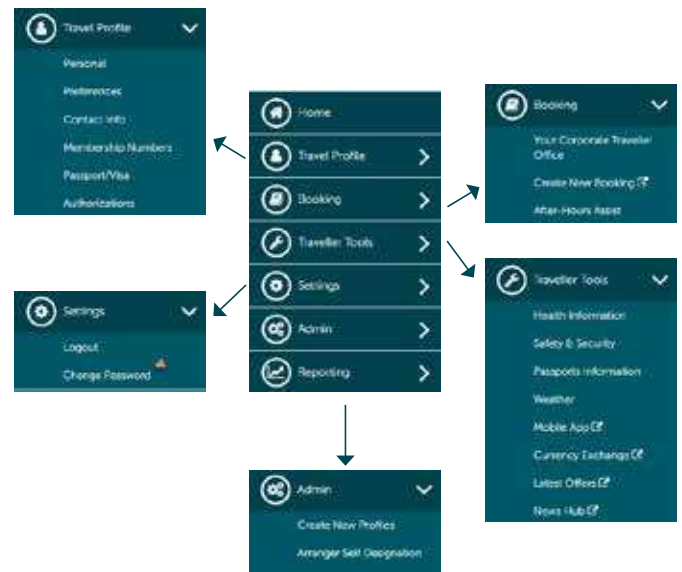 Travel Profile
Personal
Preferences
Contact Info
Membership Numbers
Passport/Visa
Authorizations
Home
Travel Profile
Booking
Traveller Tools
Settings
Admin
Reporting
Booking
Your Corporate Traveller
Office
Create New Booking
After-Hours Assist
Settings
Logout
Change Password
Traveller Tools
Health Information
Safety & Security
Passports Information
Weather
Mobile App
Currency Exchange
Latest Offers
News Hub
Admin
Create New Profiles
Arranger Self Designation